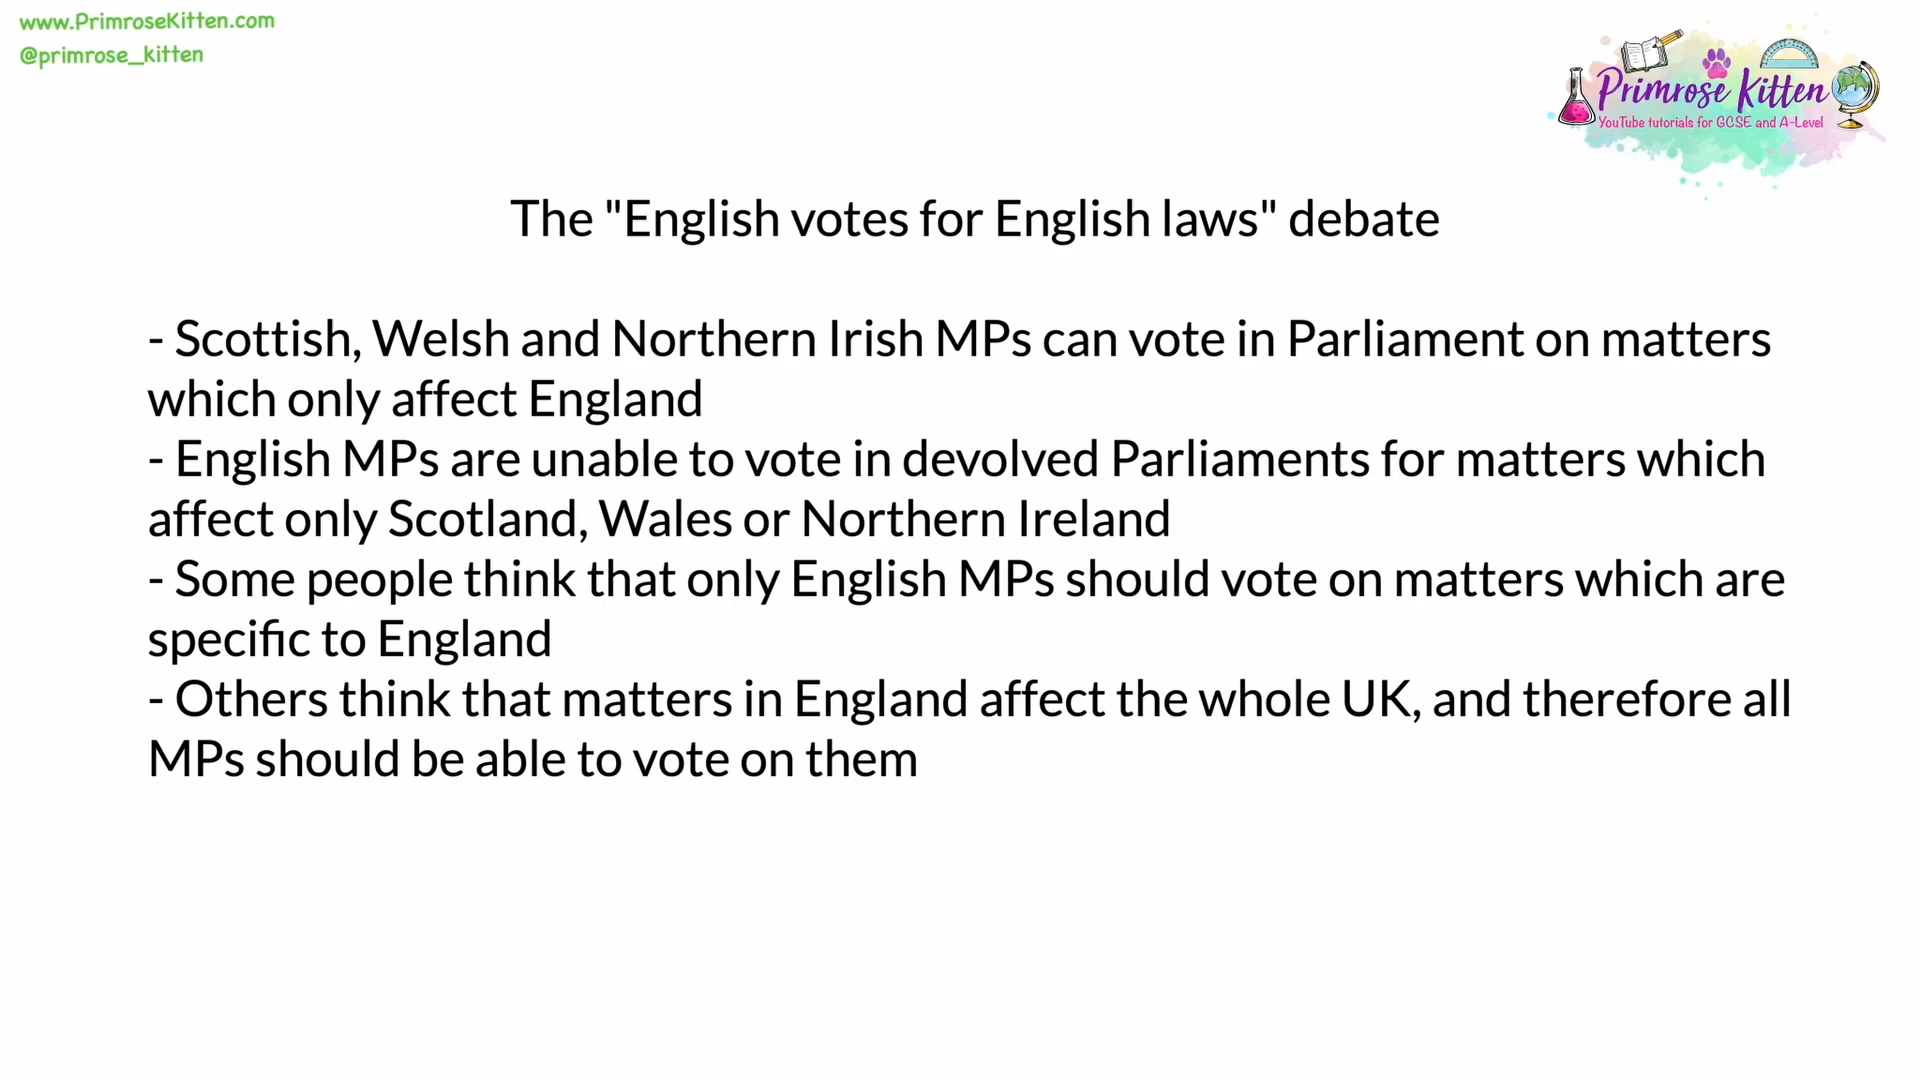 www.PrimroseKitten.com
@primrose_kitten
Primrose Kitten
YouTube tutorials for GCSE and A-Level
The "English votes for English laws" debate
- Scottish, Welsh and Northern Irish MPs can vote in Parliament on matters
which only affect England
- English MPs are unable to vote in devolved Parliaments for matters which
affect only Scotland, Wales or Northern Ireland
- Some people think that only English MPs should vote on matters which are
specific to England
- Others think that matters in England affect the whole UK, and therefore all
MPs should be able to vote on them